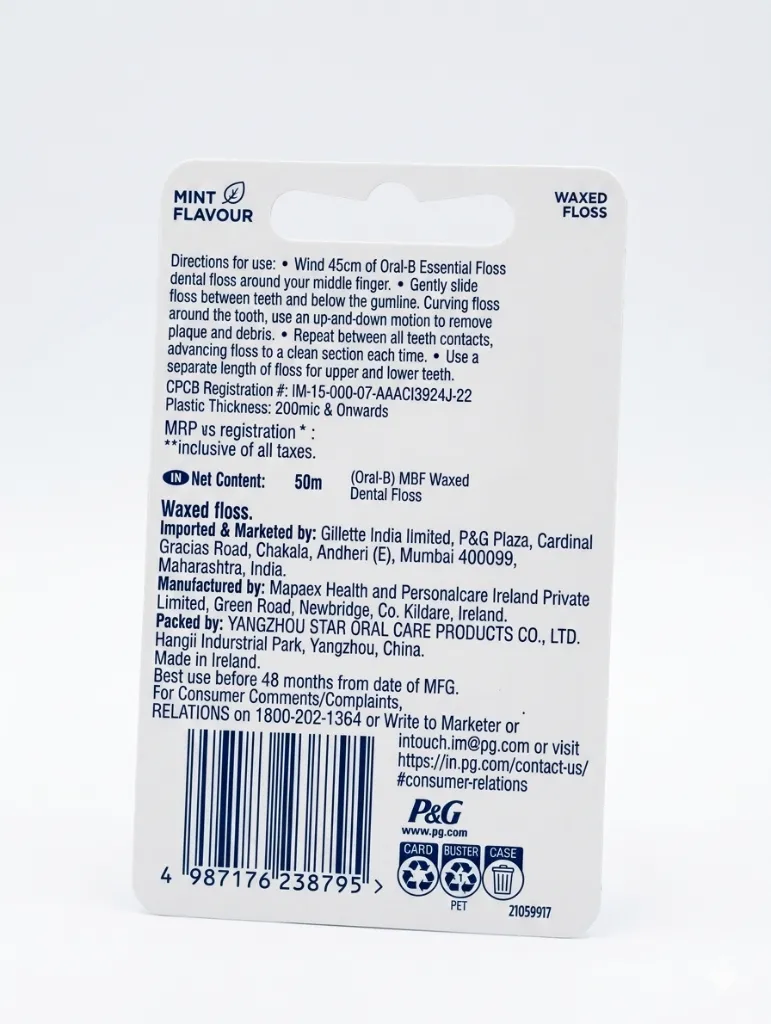 MINT
FLAVOUR
WAXED
FLOSS
Directions for use: • Wind 45cm of Oral-B Essential Floss
dental floss around your middle finger. • Gently slide
floss between teeth and below the gumline. Curving floss
around the tooth, use an up-and-down motion to remove
plaque and debris. • Repeat between all teeth contacts,
advancing floss to a clean section each time. • Use a
separate length of floss for upper and lower teeth.
CPCB Registration #: IM-15-000-07-AAACI3924J-22
Plastic Thickness: 200mic & Onwards
MRP us registration * :
**inclusive of all taxes.
IN Net Content: 50m (Oral-B) MBF Waxed
Dental Floss
Waxed floss.
Imported & Marketed by: Gillette India limited, P&G Plaza, Cardinal
Gracias Road, Chakala, Andheri (E), Mumbai 400099,
Maharashtra, India.
Manufactured by: Mapaex Health and Personalcare Ireland Private
Limited, Green Road, Newbridge, Co. Kildare, Ireland.
Packed by: YANGZHOU STAR ORAL CARE PRODUCTS CO., LTD.
Hangii Indurstrial Park, Yangzhou, China.
Made in Ireland.
Best use before 48 months from date of MFG.
For Consumer Comments/Complaints,
RELATIONS on 1800-202-1364 or Write to Marketer or
intouch.im@pg.com or visit
https://in.pg.com/contact-us/
#consumer-relations
P&G
www.pg.com
CARD BUSTER CASE
1
PET
4 987176 238795 >
21059917